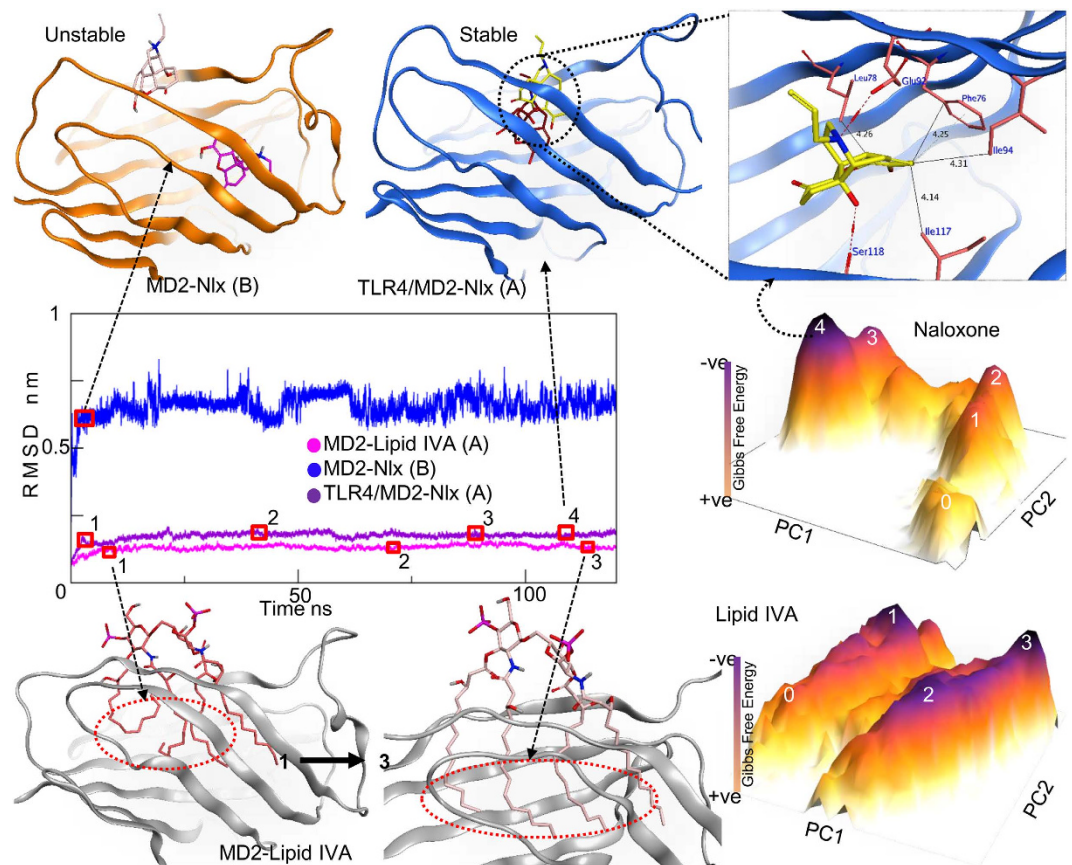 Unstable
MD2-Nlx (B)
Stable
TLR4/MD2-Nlx (A)
Leu78
Glu92
Phe76
4.26
4.25
Ile94
4.31
4.14
Ile117
Ser118
1
RMSD nm
0.5
0
MD2-Lipid IVA (A)
MD2-Nlx (B)
TLR4/MD2-Nlx (A)
1
2
3
4
1
2
3
50
100
Time ns
Naloxone
4
3
2
1
0
-ve
Gibbs Free Energy
+ve
PC1
PC2
Lipid IVA
1
3
2
0
-ve
Gibbs Free Energy
+ve
PC1
PC2
1
3
MD2-Lipid IVA